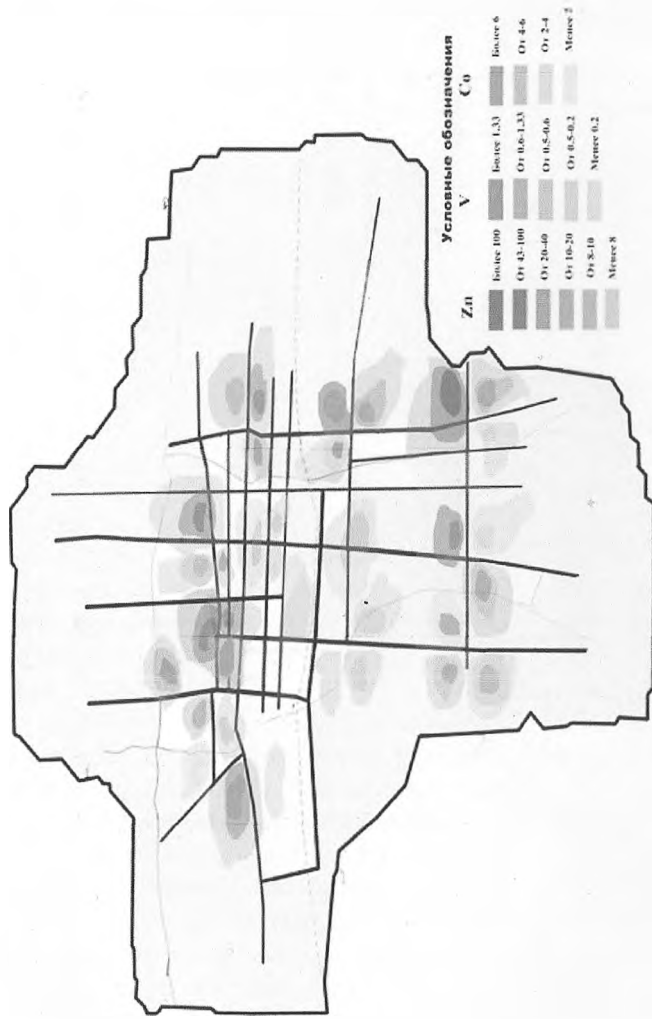 Условные обозначения
Zn
Более 100
От 43-100
От 20-40
От 10-20
От 8-10
Менее 8
V
Более 1.33
От 0.6-1.33
От 0.5-0.6
От 0.5-0.2
Менее 0.2
Co
Более 6
От 4-6
От 2-4
Менее 2